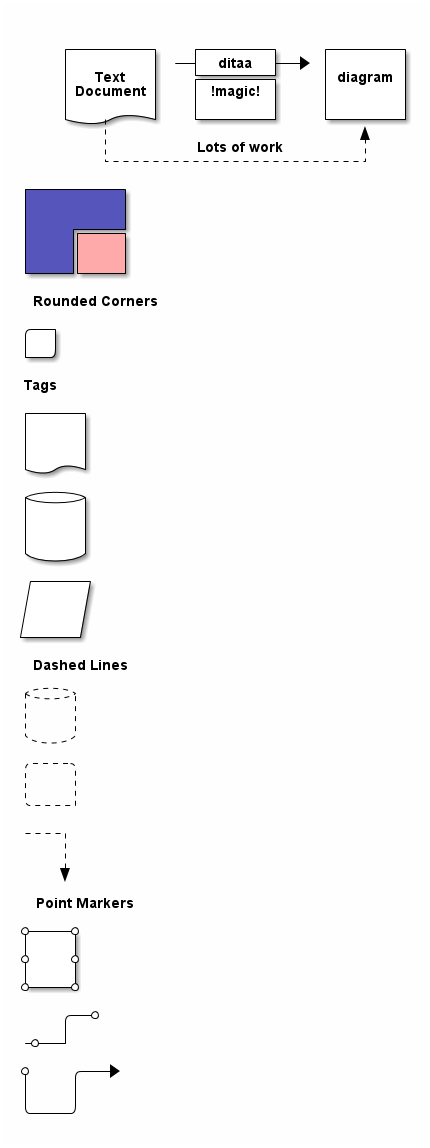 Text
Document
ditaa
!magic!
diagram
Lots of work
Rounded Corners
Tags
Dashed Lines
Point Markers